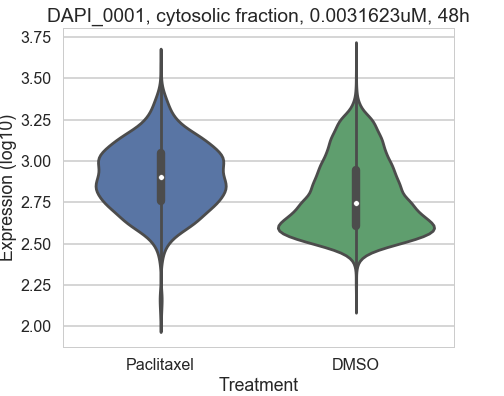 DAPI_0001, cytosolic fraction, 0.0031623uM, 48h
3.75
3.50
3.25
3.00
2.75
2.50
2.25
2.00
Expression (log10)
Paclitaxel
DMSO
Treatment